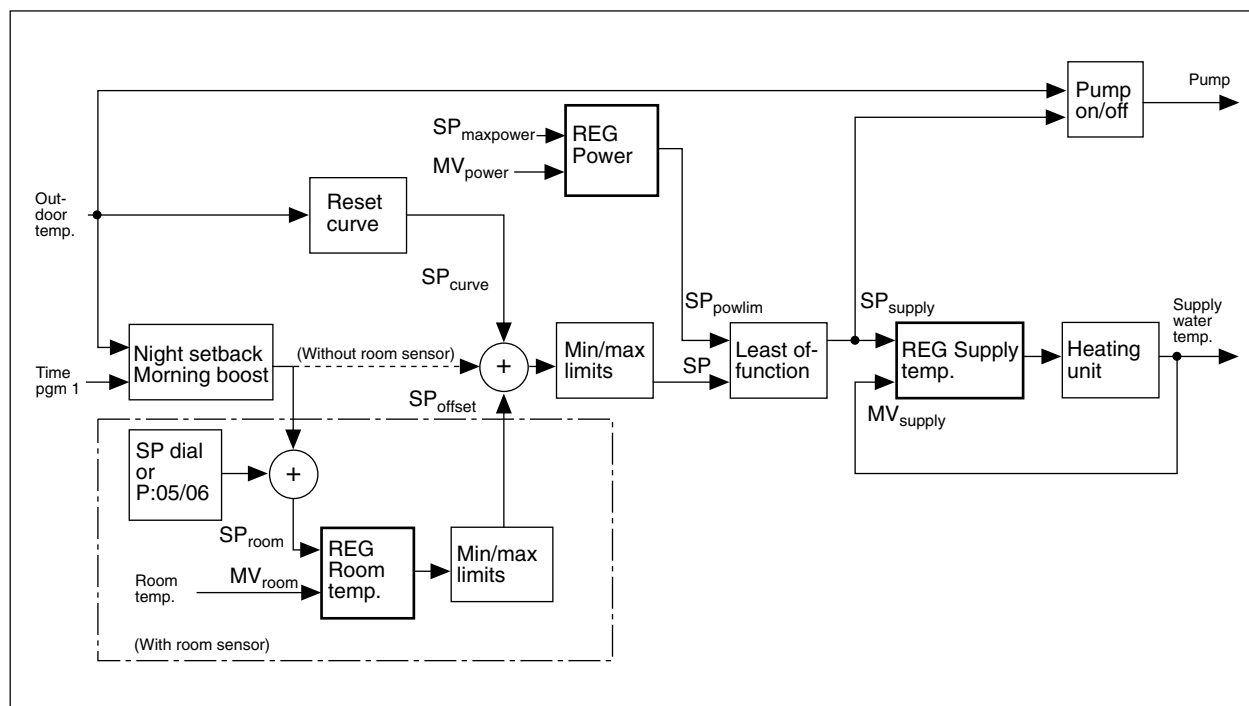 Pump
Pump
on/off
SPmaxpower
REG
Power
MVpower
Out-
door
temp.
Reset
curve
SPcurve
SPpowlim
SPsupply
Supply
water
temp.
Time
pgm 1
Night setback
Morning boost
(Without room sensor)
+
Min/max
limits
SP
Least of-
function
REG Supply
temp.
Heating
unit
SPoffset
MVsupply
SP dial
or
P:05/06
+
SProom
REG
Room
temp.
Min/max
limits
Room
temp.
MVroom
(With room sensor)